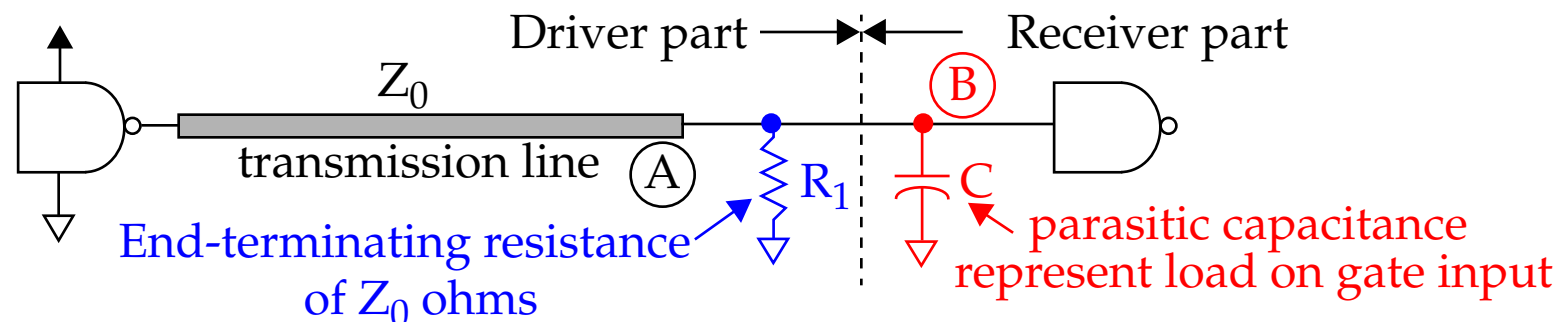 Driver part
Receiver part
Z0
B
transmission line
A
R1
C
End-terminating resistance
of Z0 ohms
parasitic capacitance
represent load on gate input